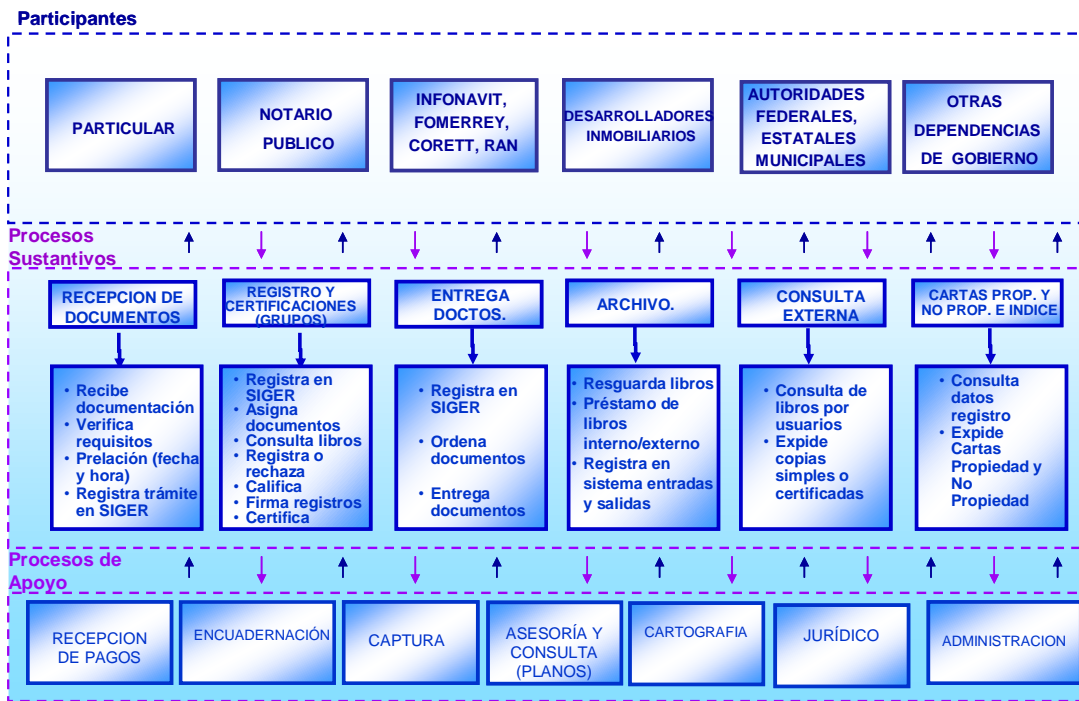 Participantes
PARTICULAR
NOTARIO
PUBLICO
INFONAVIT,
FOMERREY,
CORETT, RAN
DESARROLLADORES
INMOBILIARIOS
AUTORIDADES
FEDERALES,
ESTATALES
MUNICIPALES
OTRAS
DEPENDENCIAS
DE GOBIERNO
Procesos
Sustantivos
RECEPCION DE
DOCUMENTOS
REGISTRO Y
CERTIFICACIONES
(GRUPOS)
ENTREGA
DOCTOS.
ARCHIVO.
CONSULTA
EXTERNA
CARTAS PROP. Y
NO PROP. E INDICE
• Recibe
documentación
• Verifica
requisitos
• Prelación (fecha
y hora)
• Registra trámite
en SIGER
• Registra en
SIGER
• Asigna
documentos
• Consulta libros
• Registra o
rechaza
• Califica
• Firma registros
• Certifica
• Registra en
SIGER
• Ordena
documentos
• Entrega
documentos
• Resguarda libros
• Préstamo de
libros
interno/externo
• Registra en
sistema entradas
y salidas
• Consulta de
libros por
usuarios
• Expide
copias
simples o
certificadas
• Consulta
datos
registro
• Expide
Cartas
Propiedad y
No
Propiedad
Procesos de
Apoyo
RECEPCION
DE PAGOS
ENCUADERNACIÓN
CAPTURA
ASESORÍA Y
CONSULTA
(PLANOS)
CARTOGRAFIA
JURÍDICO
ADMINISTRACION